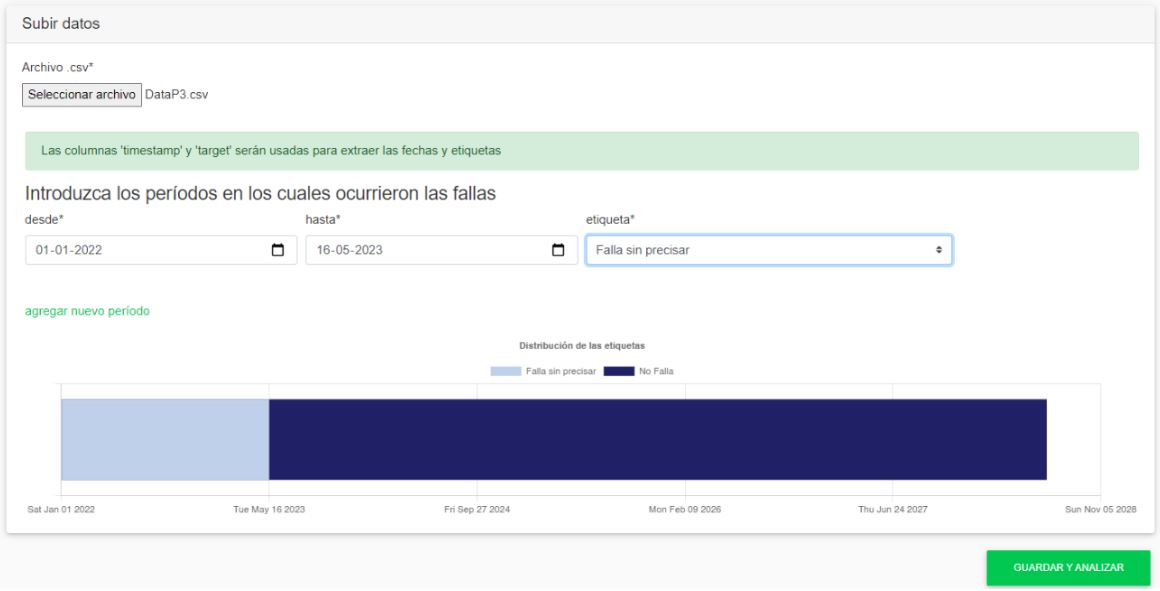 Subir datos
Archivo .csv*
Seleccionar archivo DataP3.csv
Las columnas 'timestamp' y 'target' serán usadas para extraer las fechas y etiquetas
Introduzca los períodos en los cuales ocurrieron las fallas
desde* hasta* etiqueta*
01-01-2022 16-05-2023 Falla sin precisar
agregar nuevo período
Distribución de las etiquetas
Falla sin precisar No Falla
Sat Jan 01 2022 Tue May 16 2023 Fri Sep 27 2024 Mon Feb 09 2026 Thu Jun 24 2027 Sun Nov 05 2028
GUARDAR Y ANALIZAR